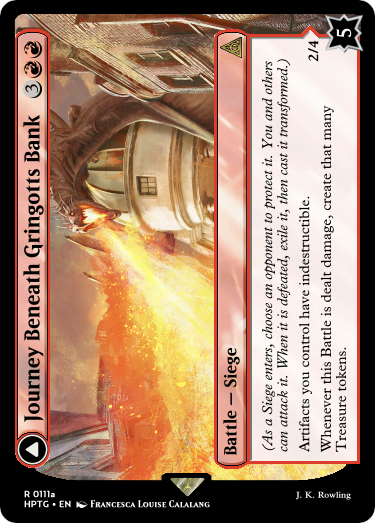 Journey Beneath Gringotts Bank 3
Battle — Siege
(As a Siege enters, choose an opponent to protect it. You and others
can attack it. When it is defeated, exile it, then cast it transformed.)
Artifacts you control have indestructible.
Whenever this Battle is dealt damage, create that many
Treasure tokens.
2/4
5
R 0111a
HPTG • EN Francesca Louise Calalang
J. K. Rowling